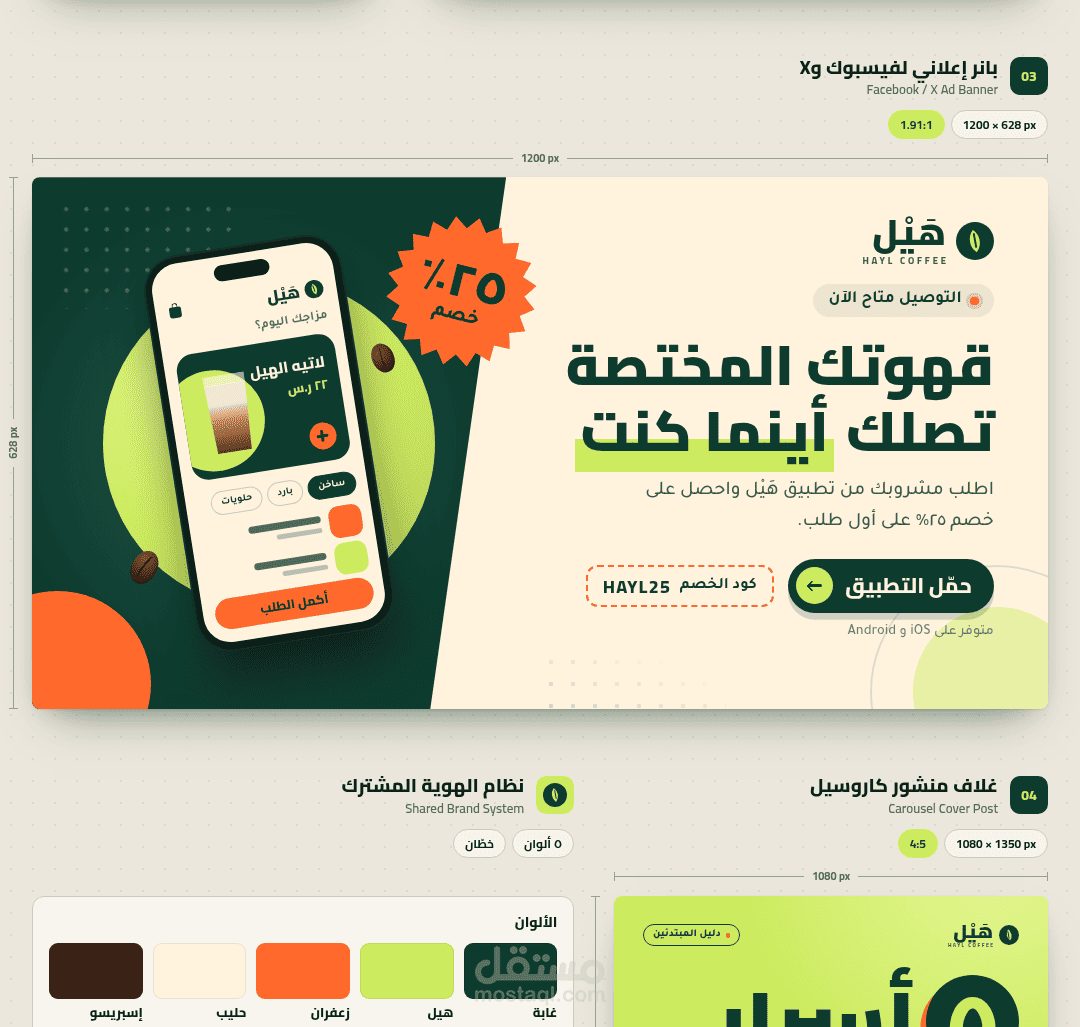 03
بانر إعلاني لفيسبوك وX
Facebook / X Ad Banner
1200 × 628 px
1.91:1
1200 px
628 px
هَيْل
HAYL COFFEE
التوصيل متاح الآن
قهوتك المختصة
تصلك أينما كنت
اطلب مشروبك من تطبيق هَيْل واحصل على
خصم ٢٥% على أول طلب.
حمّل التطبيق ←
كود الخصم HAYL25
متوفر على iOS و Android
٢٥٪
خصم
هَيْل
مزاجك اليوم؟
لاتيه الهيل
٢٢ ر.س
+
ساخن
بارد
حلويات
أكمل الطلب
04
غلاف منشور كاروسيل
Carousel Cover Post
1080 × 1350 px
4:5
1080 px
هَيْل
HAYL COFFEE
دليل المبتدئين
٥ أسرار
نظام الهوية المشترك
Shared Brand System
٥ ألوان
خطّان
الألوان
غابة
هيل
زعفران
حليب
إسبريسو
مستقل
mostaql.com